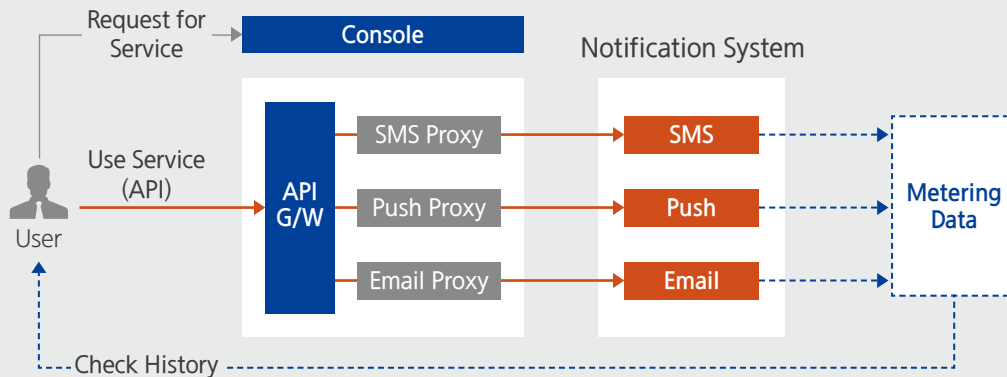 Request for
Service
Console
Notification System
Use Service
(API)
User
API
G/W
SMS Proxy
Push Proxy
Email Proxy
SMS
Push
Email
Metering
Data
Check History